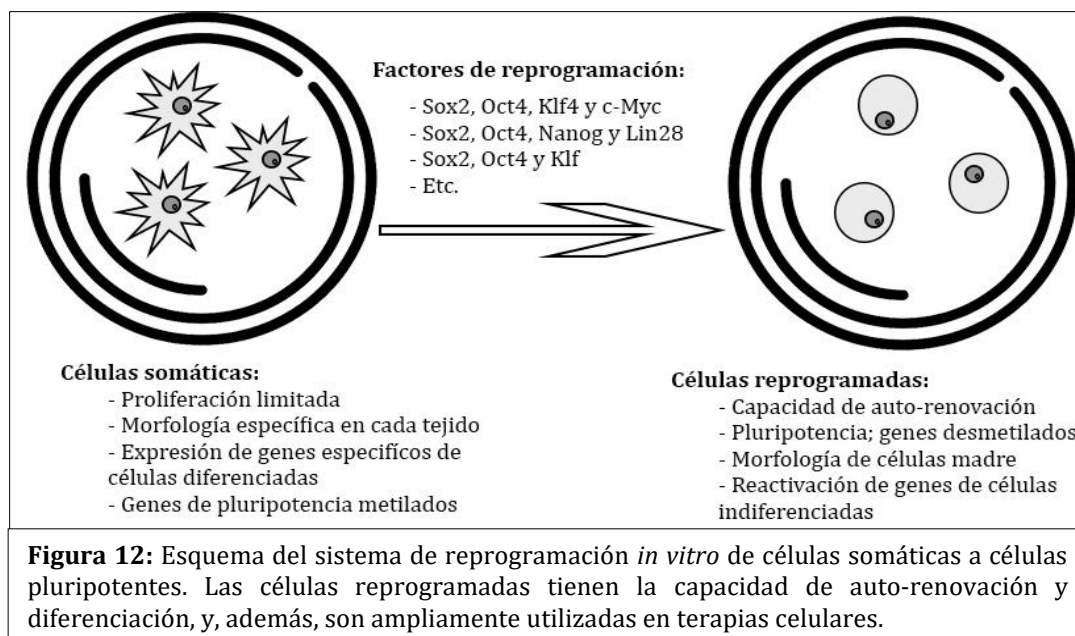 Factores de reprogramación:
- Sox2, Oct4, Klf4 y c-Myc
- Sox2, Oct4, Nanog y Lin28
- Sox2, Oct4 y Klf
- Etc.
Células somáticas:
- Proliferación limitada
- Morfología específica en cada tejido
- Expresión de genes especifícos de
células diferenciadas
- Genes de pluripotencia metilados
Células reprogramadas:
- Capacidad de auto-renovación
- Pluripotencia; genes desmetilados
- Morfología de células madre
- Reactivación de genes de células
indiferenciadas
Figura 12: Esquema del sistema de reprogramación in vitro de células somáticas a células
pluripotentes. Las células reprogramadas tienen la capacidad de auto-renovación y
diferenciación, y, además, son ampliamente utilizadas en terapias celulares.